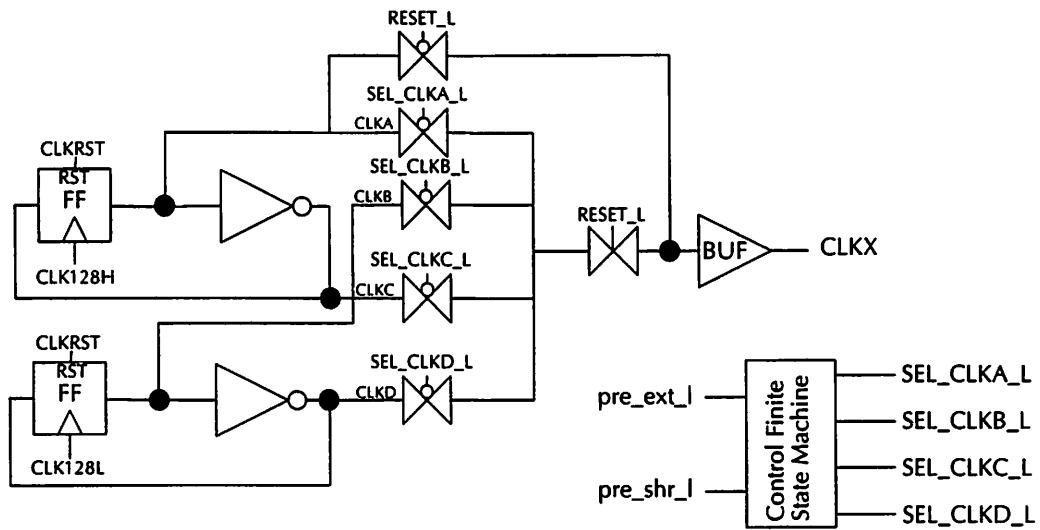 RESET_L
SEL_CLKA_L
CLKA
CLKRST
RST
FF
CLK128H
SEL_CLKB_L
CLKB
RESET_L
BUF
CLKX
SEL_CLKC_L
CLKC
CLKRST
RST
FF
CLK128L
SEL_CLKD_L
CLKD
pre_ext_l
pre_shr_l
Control Finite
State Machine
SEL_CLKA_L
SEL_CLKB_L
SEL_CLKC_L
SEL_CLKD_L